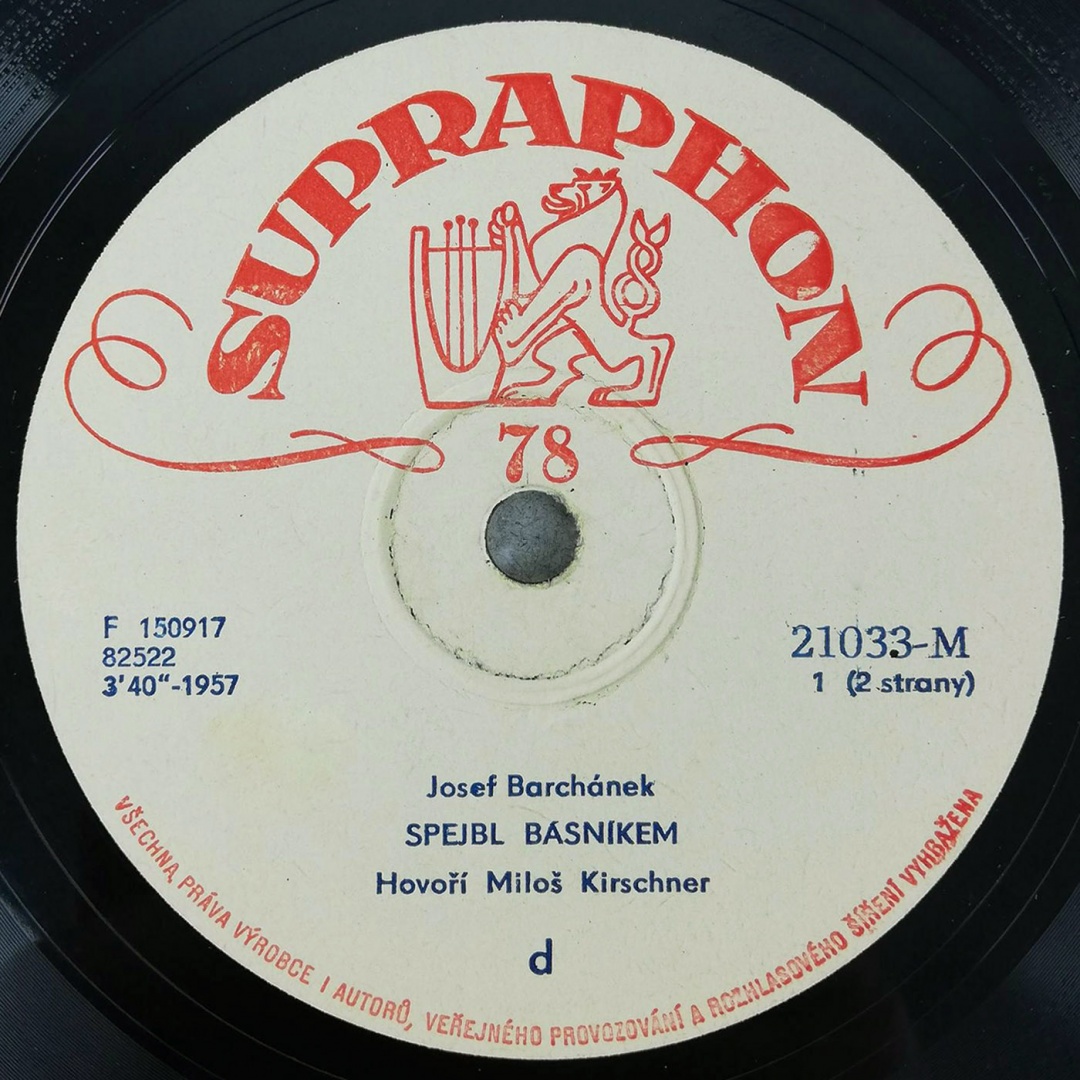 SUPRAPHON
78
F 150917
82522
3'40“-1957
21033-M
1 (2 strany)
Josef Barchánek
SPEJBL BÁSNÍKEM
Hovoří Miloš Kirschner
d
VŠECHNA PRÁVA VÝROBCE I AUTORŮ, VEŘEJNÉHO PROVOZOVÁNÍ A ROZHLASOVÉHO ŠÍŘENÍ VYHRAŽENA